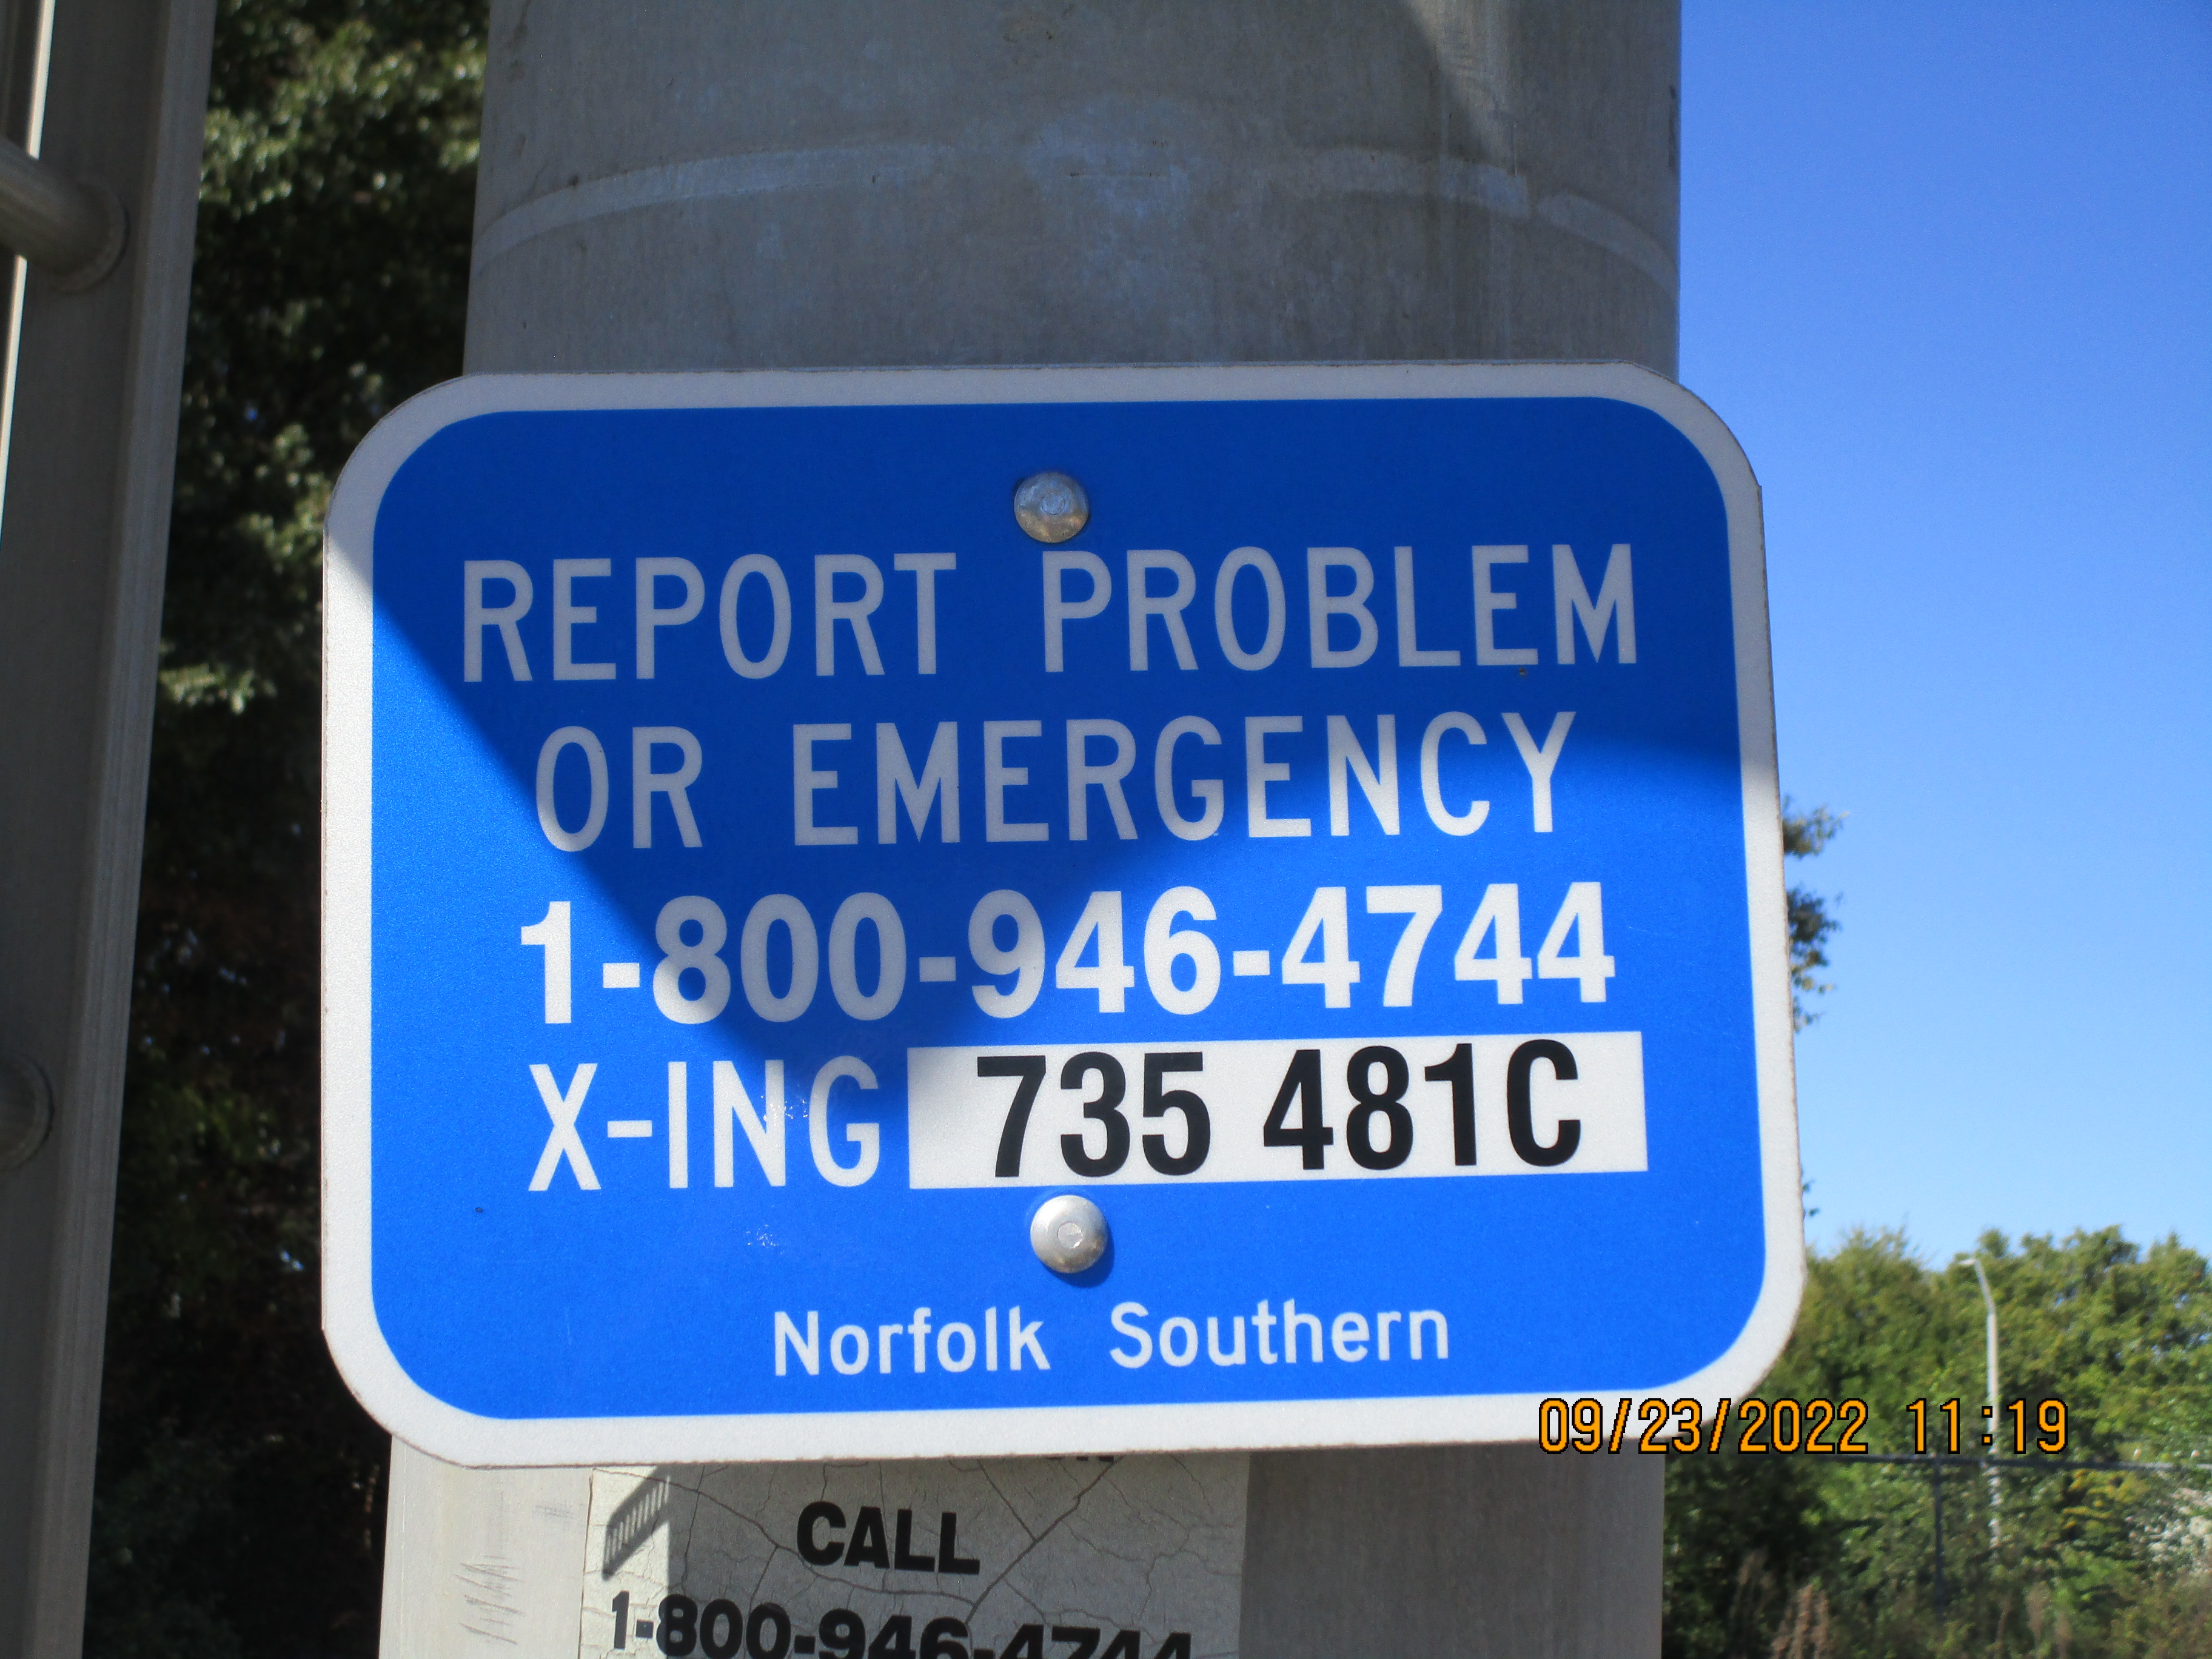 REPORT PROBLEM
OR EMERGENCY
1-800-946-4744
X-ING 735 481C
Norfolk Southern
09/23/2022 11:19
CALL
1-800-946-4744